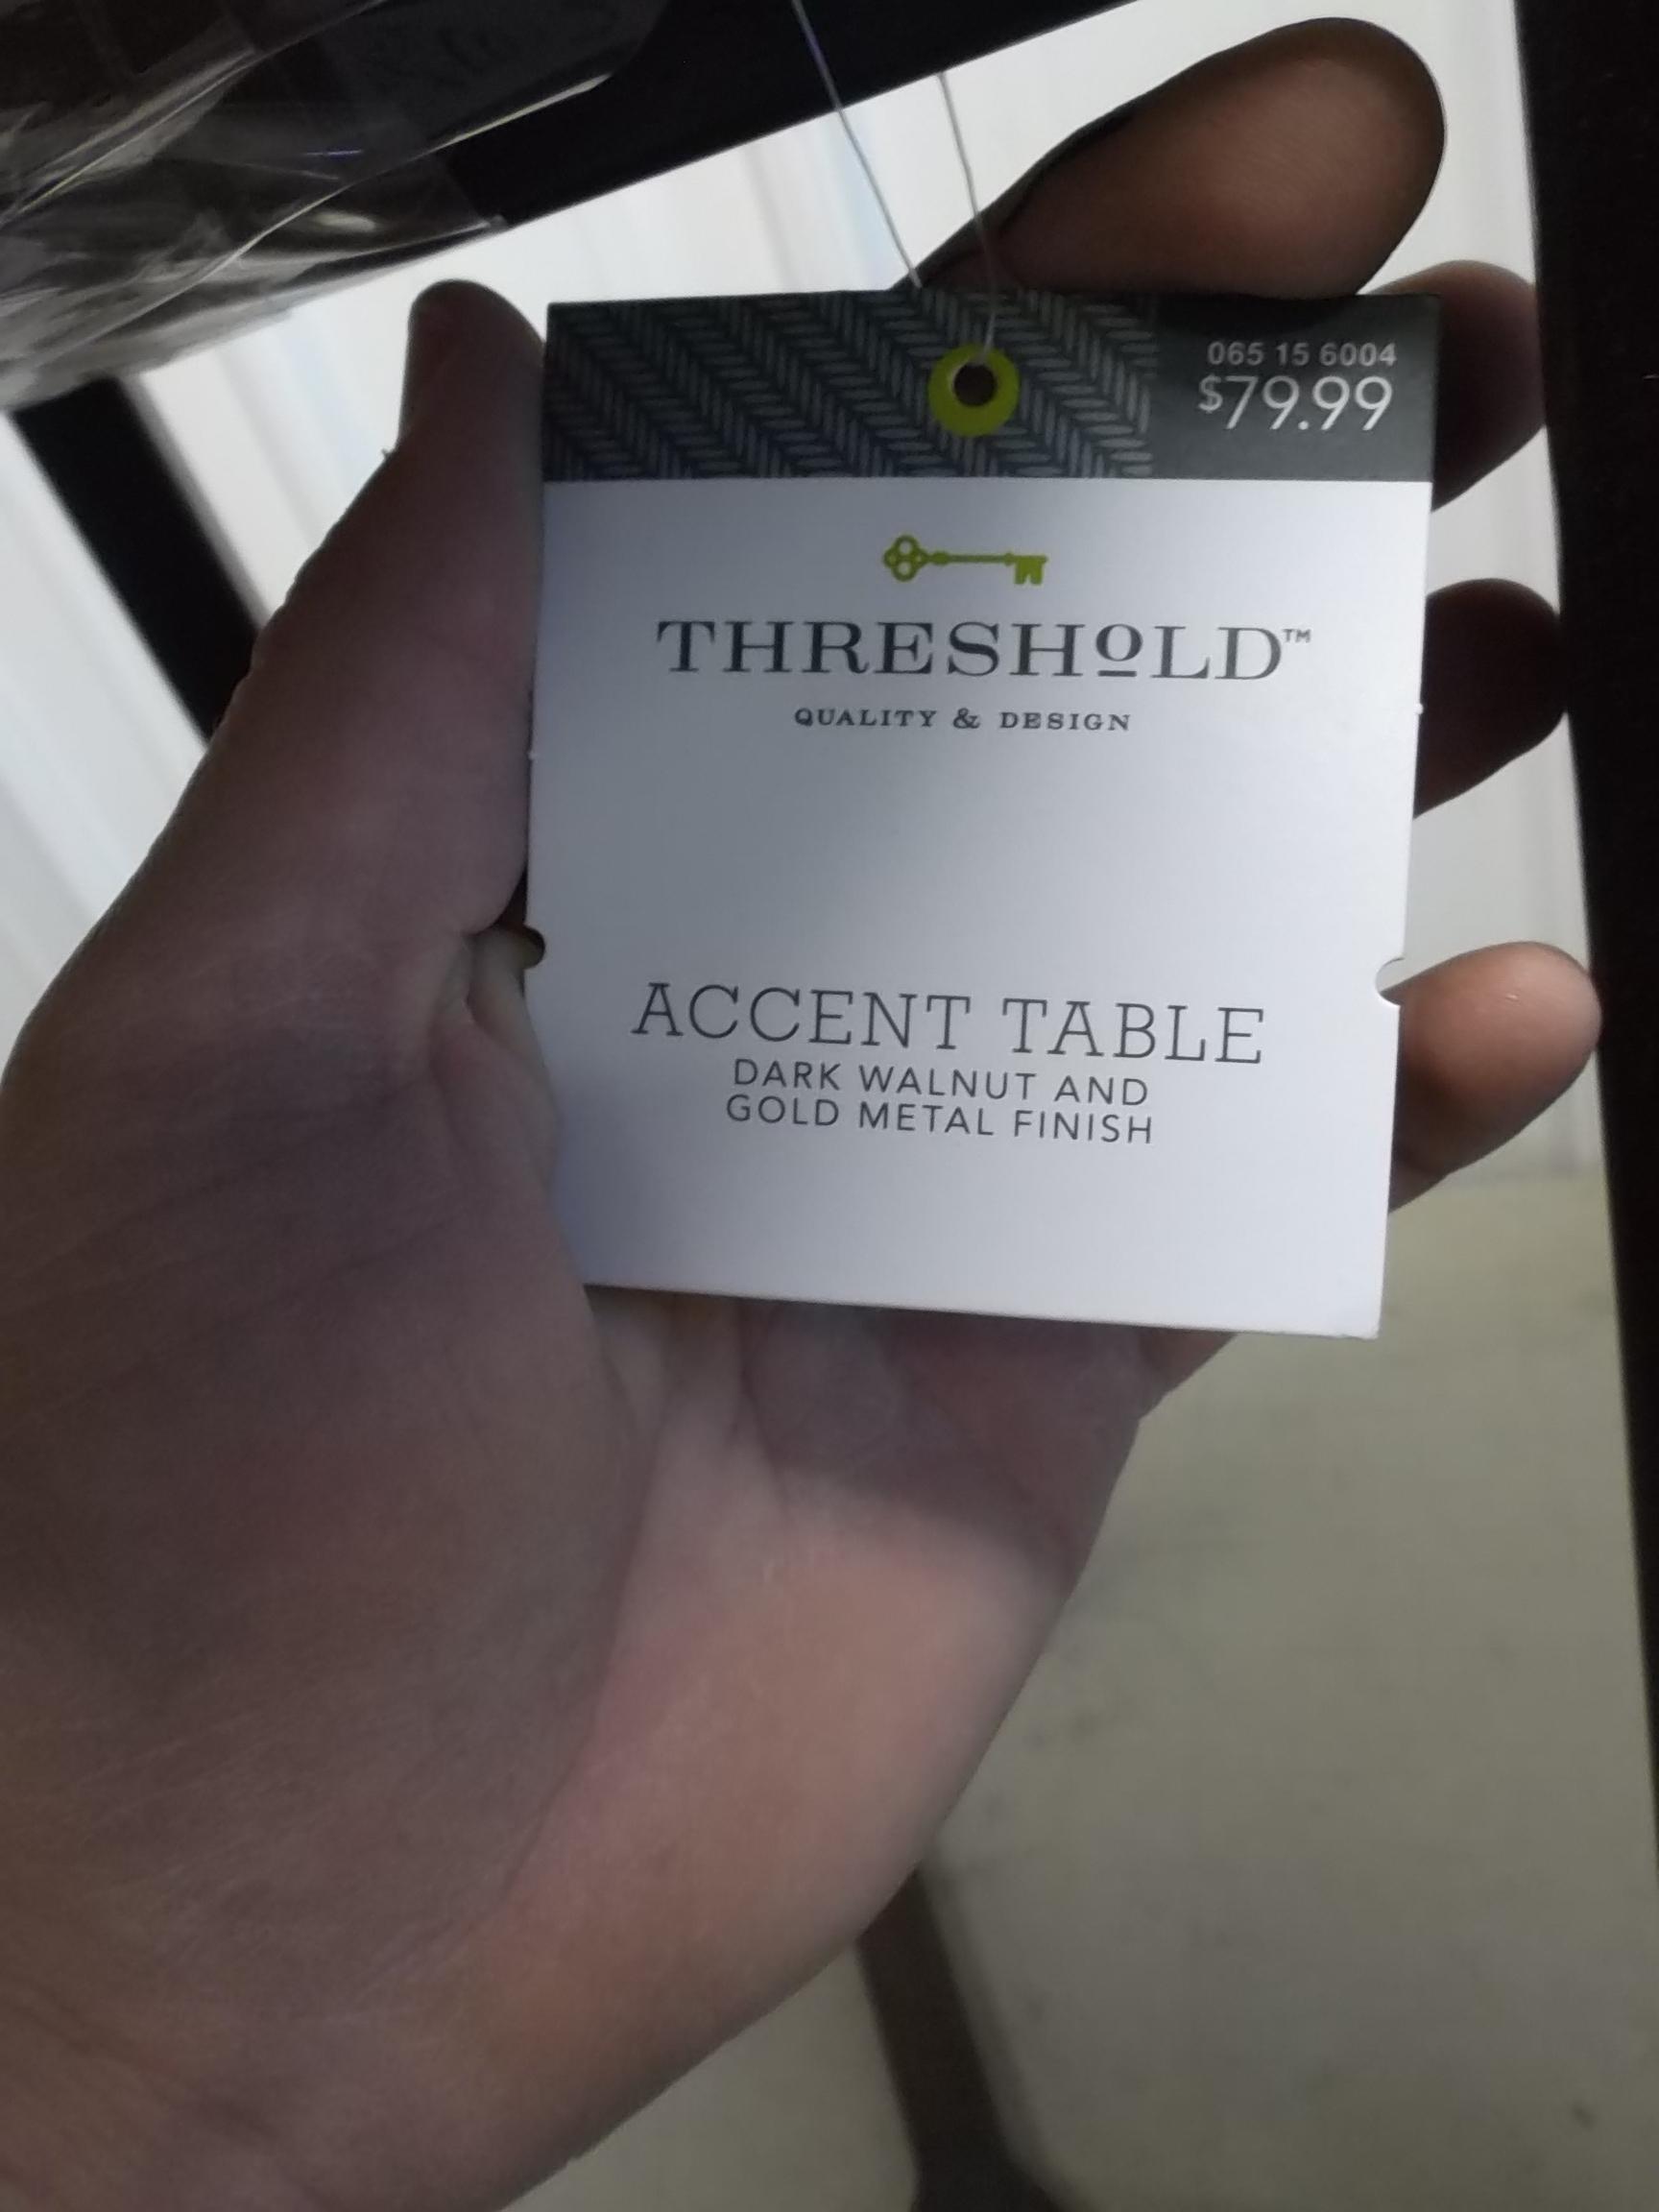 065 15 6004
$79.99
THRESHOLD™
QUALITY & DESIGN
ACCENT TABLE
DARK WALNUT AND
GOLD METAL FINISH